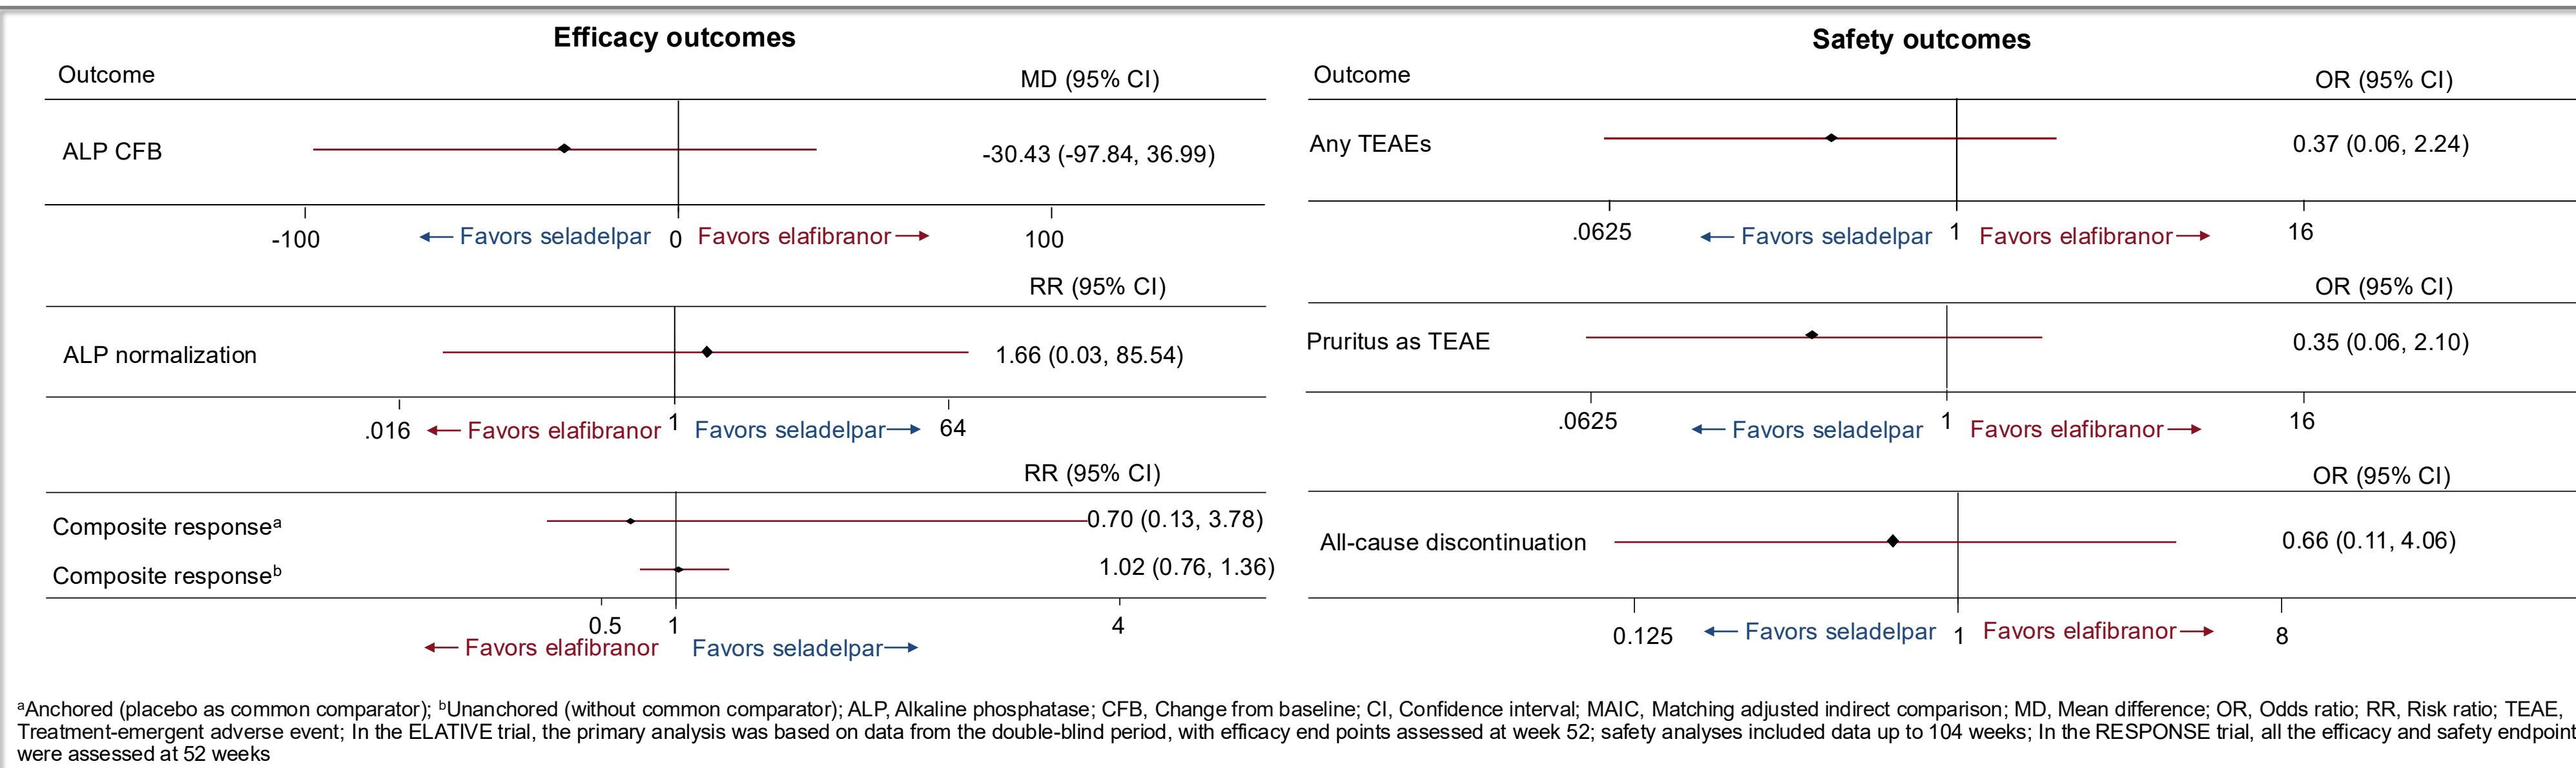 Efficacy outcomes
Outcome
MD (95% CI)
ALP CFB
-30.43 (-97.84, 36.99)
-100
Favors seladelpar
0
Favors elafibranor
100
RR (95% CI)
ALP normalization
1.66 (0.03, 85.54)
.016
Favors elafibranor
1
Favors seladelpar
64
RR (95% CI)
Composite responseᵃ
0.70 (0.13, 3.78)
Composite responseᵇ
1.02 (0.76, 1.36)
0.5
1
4
Favors elafibranor
Favors seladelpar
Safety outcomes
Outcome
OR (95% CI)
Any TEAEs
0.37 (0.06, 2.24)
.0625
Favors seladelpar
1
Favors elafibranor
16
OR (95% CI)
Pruritus as TEAE
0.35 (0.06, 2.10)
.0625
Favors seladelpar
1
Favors elafibranor
16
OR (95% CI)
All-cause discontinuation
0.66 (0.11, 4.06)
0.125
Favors seladelpar
1
Favors elafibranor
8
ᵃAnchored (placebo as common comparator); ᵇUnanchored (without common comparator); ALP, Alkaline phosphatase; CFB, Change from baseline; CI, Confidence interval; MAIC, Matching adjusted indirect comparison; MD, Mean difference; OR, Odds ratio; RR, Risk ratio; TEAE,
Treatment-emergent adverse event; In the ELATIVE trial, the primary analysis was based on data from the double-blind period, with efficacy end points assessed at week 52; safety analyses included data up to 104 weeks; In the RESPONSE trial, all the efficacy and safety endpoint
were assessed at 52 weeks